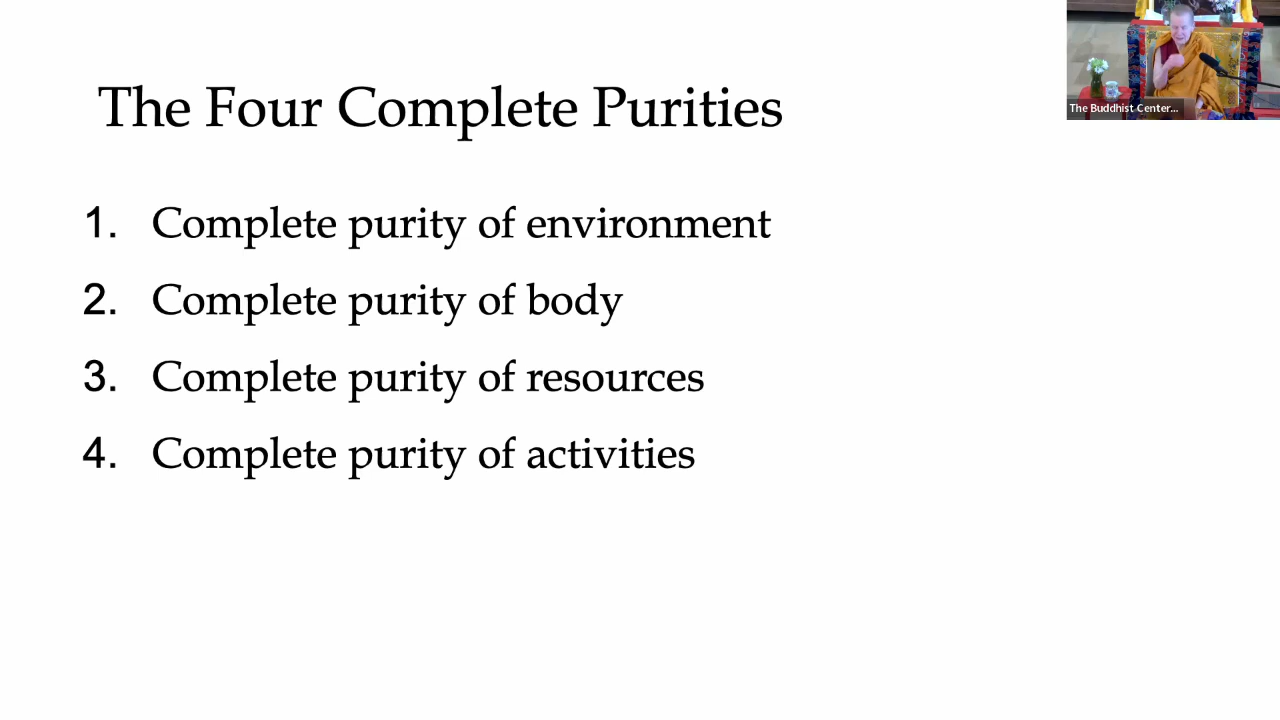 The Four Complete Purities
The Buddhist Center...
1. Complete purity of environment
2. Complete purity of body
3. Complete purity of resources
4. Complete purity of activities